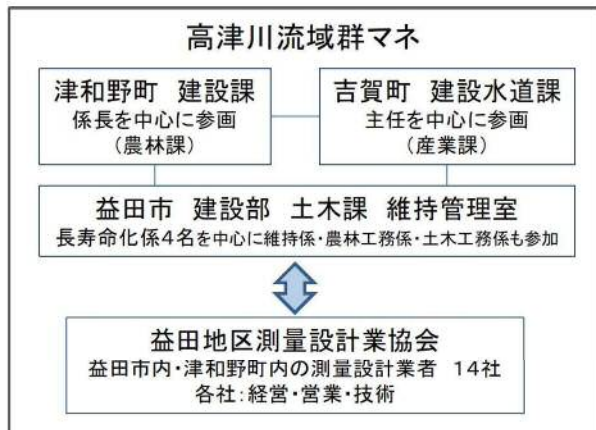 高津川流域群マネ
津和野町 建設課
係長を中心に参画
（農林課）
吉賀町 建設水道課
主任を中心に参画
（産業課）
益田市 建設部 土木課 維持管理室
長寿命化係４名を中心に維持係・農林工務係・土木工務係も参加
益田地区測量設計業協会
益田市内・津和野町内の測量設計業者 １４社
各社：経営・営業・技術